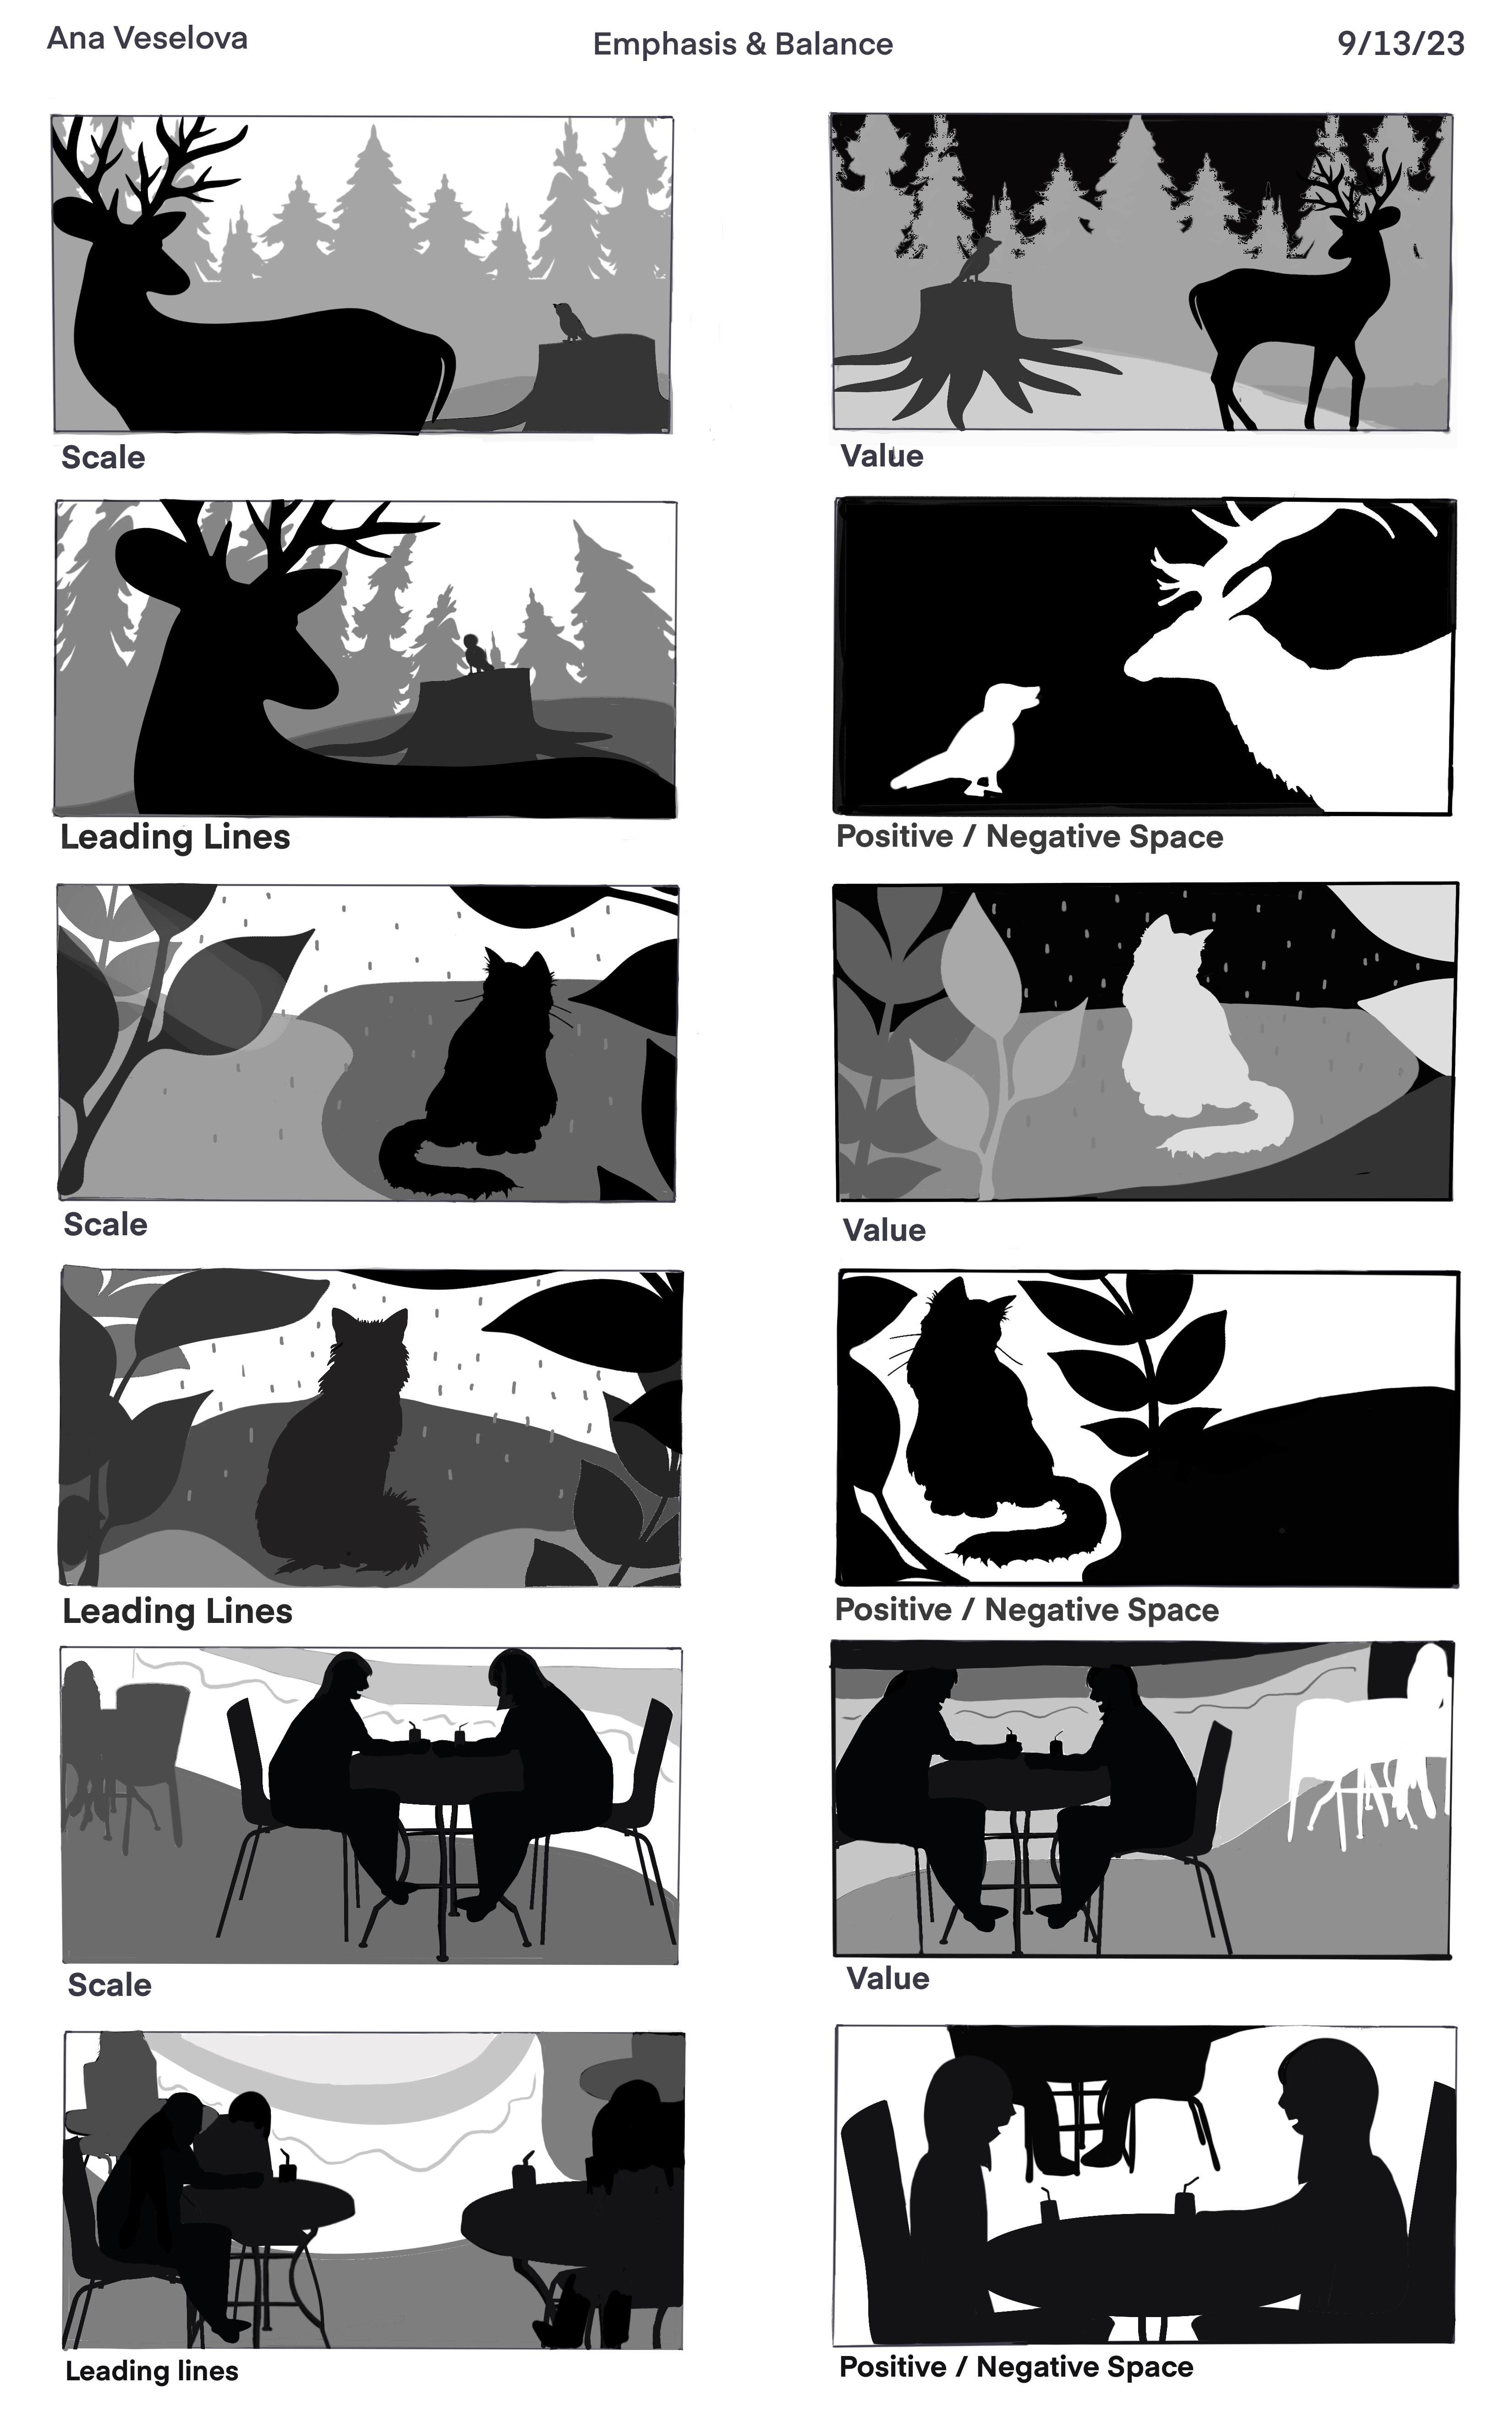 Ana Veselova
Emphasis & Balance
9/13/23
Scale
Value
Leading Lines
Positive / Negative Space
Scale
Value
Leading Lines
Positive / Negative Space
Scale
Value
Leading lines
Positive / Negative Space